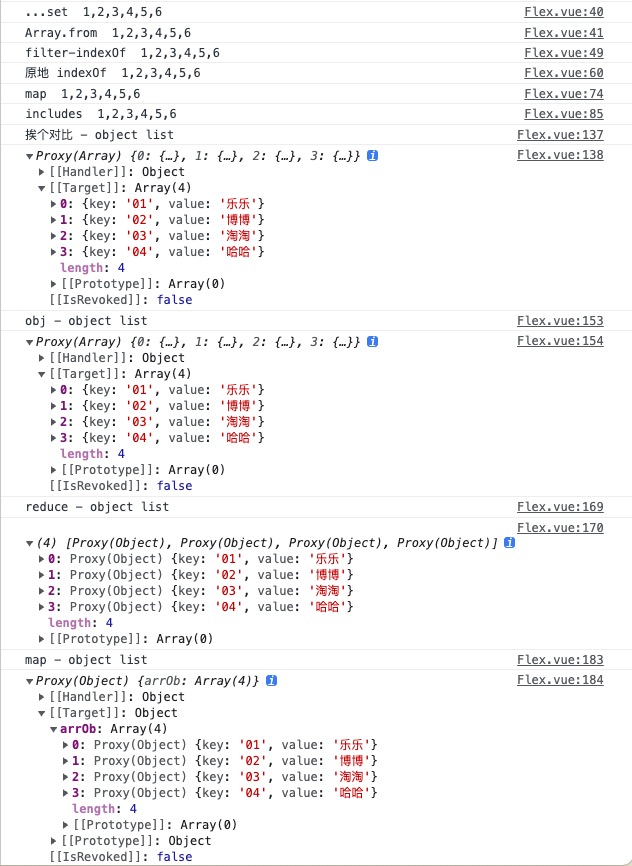 ...set 1,2,3,4,5,6 Flex.vue:40
Array.from 1,2,3,4,5,6 Flex.vue:41
filter-indexOf 1,2,3,4,5,6 Flex.vue:49
原地 indexOf 1,2,3,4,5,6 Flex.vue:60
map 1,2,3,4,5,6 Flex.vue:74
includes 1,2,3,4,5,6 Flex.vue:85
挨个对比 - object list Flex.vue:137
Proxy(Array) {0: {…}, 1: {…}, 2: {…}, 3: {…}} i Flex.vue:138
[[Handler]]: Object
[[Target]]: Array(4)
0: {key: '01', value: '乐乐'}
1: {key: '02', value: '博博'}
2: {key: '03', value: '淘淘'}
3: {key: '04', value: '哈哈'}
length: 4
[[Prototype]]: Array(0)
[[IsRevoked]]: false
obj - object list Flex.vue:153
Proxy(Array) {0: {…}, 1: {…}, 2: {…}, 3: {…}} i Flex.vue:154
[[Handler]]: Object
[[Target]]: Array(4)
0: {key: '01', value: '乐乐'}
1: {key: '02', value: '博博'}
2: {key: '03', value: '淘淘'}
3: {key: '04', value: '哈哈'}
length: 4
[[Prototype]]: Array(0)
[[IsRevoked]]: false
reduce - object list Flex.vue:169
Flex.vue:170
(4) [Proxy(Object), Proxy(Object), Proxy(Object), Proxy(Object)] i
0: Proxy(Object) {key: '01', value: '乐乐'}
1: Proxy(Object) {key: '02', value: '博博'}
2: Proxy(Object) {key: '03', value: '淘淘'}
3: Proxy(Object) {key: '04', value: '哈哈'}
length: 4
[[Prototype]]: Array(0)
map - object list Flex.vue:183
Proxy(Object) {arrOb: Array(4)} i Flex.vue:184
[[Handler]]: Object
[[Target]]: Object
arrOb: Array(4)
0: Proxy(Object) {key: '01', value: '乐乐'}
1: Proxy(Object) {key: '02', value: '博博'}
2: Proxy(Object) {key: '03', value: '淘淘'}
3: Proxy(Object) {key: '04', value: '哈哈'}
length: 4
[[Prototype]]: Array(0)
[[Prototype]]: Object
[[IsRevoked]]: false